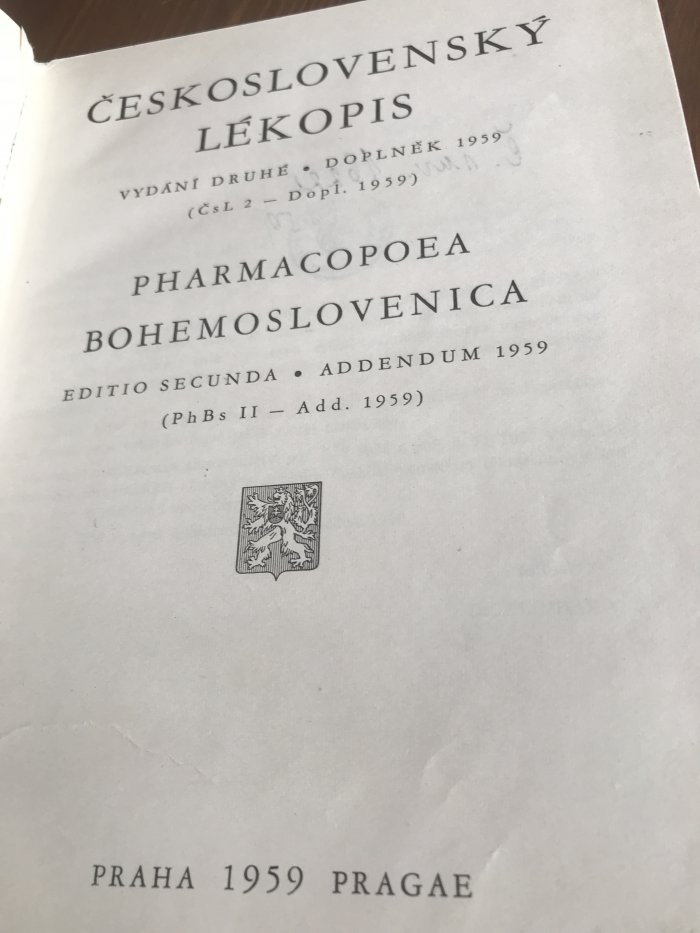 ČESKOSLOVENSKÝ
LÉKOPIS
VYDÁNÍ DRUHÉ • DOPLNĚK 1959
(ČsL 2 — Dopl. 1959)
PHARMACOPOEA
BOHEMOSLOVENICA
EDITIO SECUNDA • ADDENDUM 1959
(PhBs II — Add. 1959)
PRAHA 1959 PRAGAE